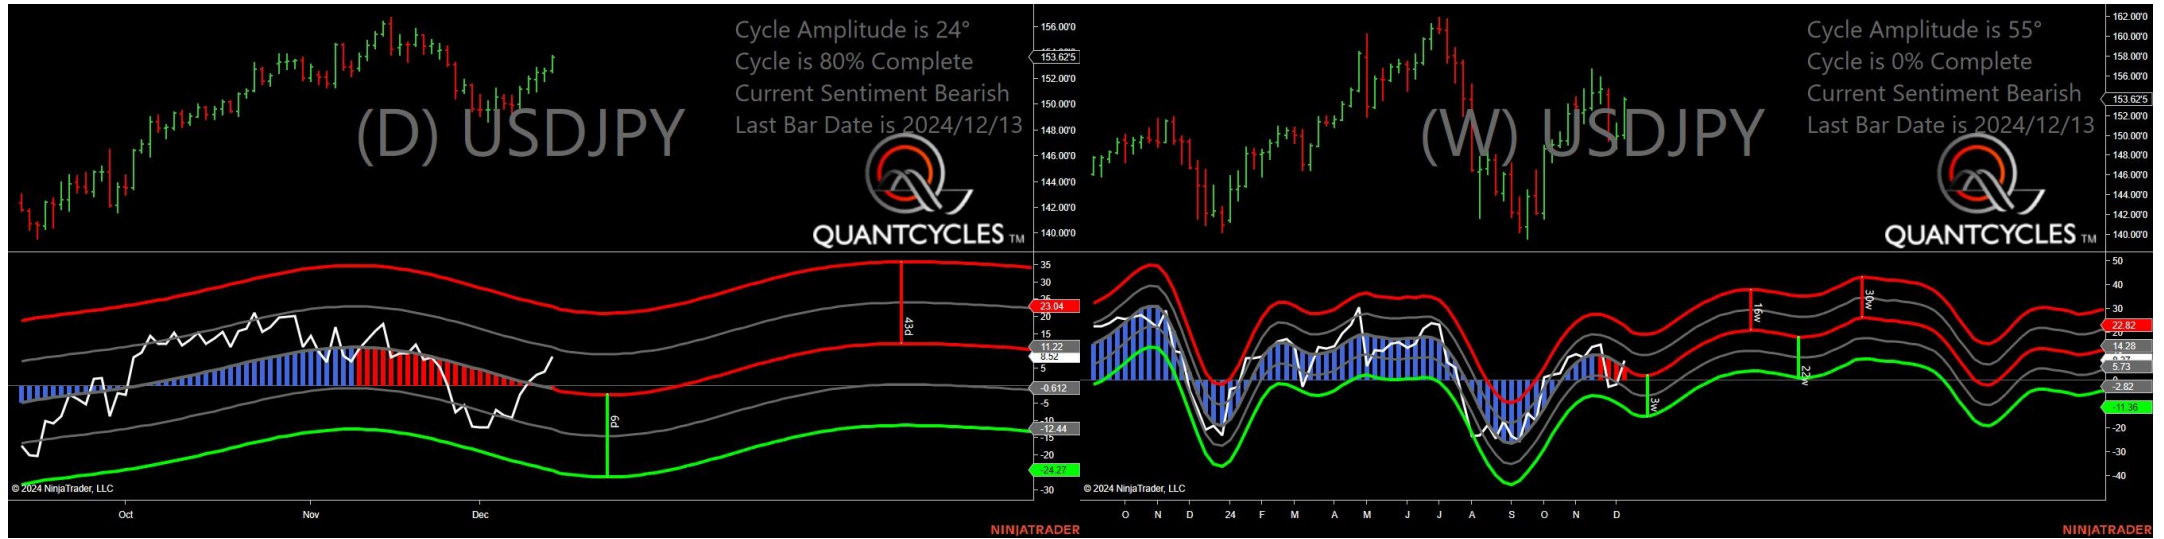 Cycle Amplitude is 24°
Cycle is 80% Complete
Current Sentiment Bearish
Last Bar Date is 2024/12/13
(D) USDJPY
QUANTCYCLES TM
156.00'0
153.62'5
152.00'0
150.00'0
148.00'0
146.00'0
144.00'0
142.00'0
140.00'0
35
30
23.04
20
15
11.22
8.52
5
-0.612
-5
-10
-12.44
-15
-20
-24.27
-30
43d
6d
© 2024 NinjaTrader, LLC
Oct
Nov
Dec
NINJATRADER
Cycle Amplitude is 55°
Cycle is 0% Complete
Current Sentiment Bearish
Last Bar Date is 2024/12/13
(W) USDJPY
QUANTCYCLES TM
162.00'0
160.00'0
158.00'0
156.00'0
153.62'5
152.00'0
150.00'0
148.00'0
146.00'0
144.00'0
142.00'0
140.00'0
50
40
30
22.82
14.28
5.73
-2.82
-11.36
-20
-30
-40
16w
30w
22w
3w
© 2024 NinjaTrader, LLC
O N D 24 F M A M J J A S O N D
NINJATRADER